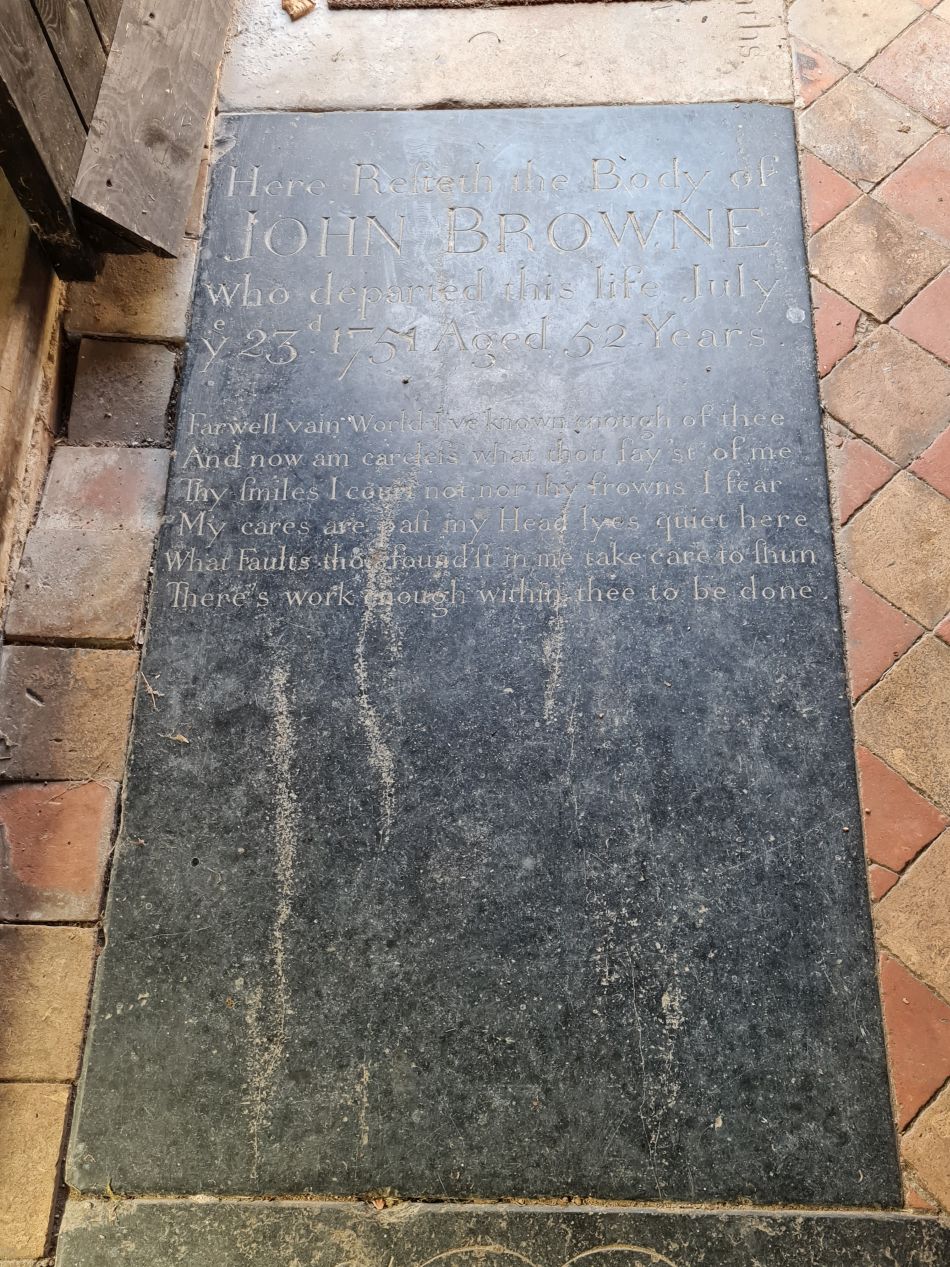 ths
Here Reſteth the Body of
JOHN BROWNE
who departed this life July
yᵉ 23ᵈ. 1751 Aged 52 Years.
Farwell vain World I've known enough of thee
And now am careleſs what thou ſay'st of me
Thy ſmiles I court not, nor thy frowns I fear
My cares are paſt my Head lyes quiet here
What Faults thou found'ſt in me take care to ſhun
There's work enough within thee to be done.